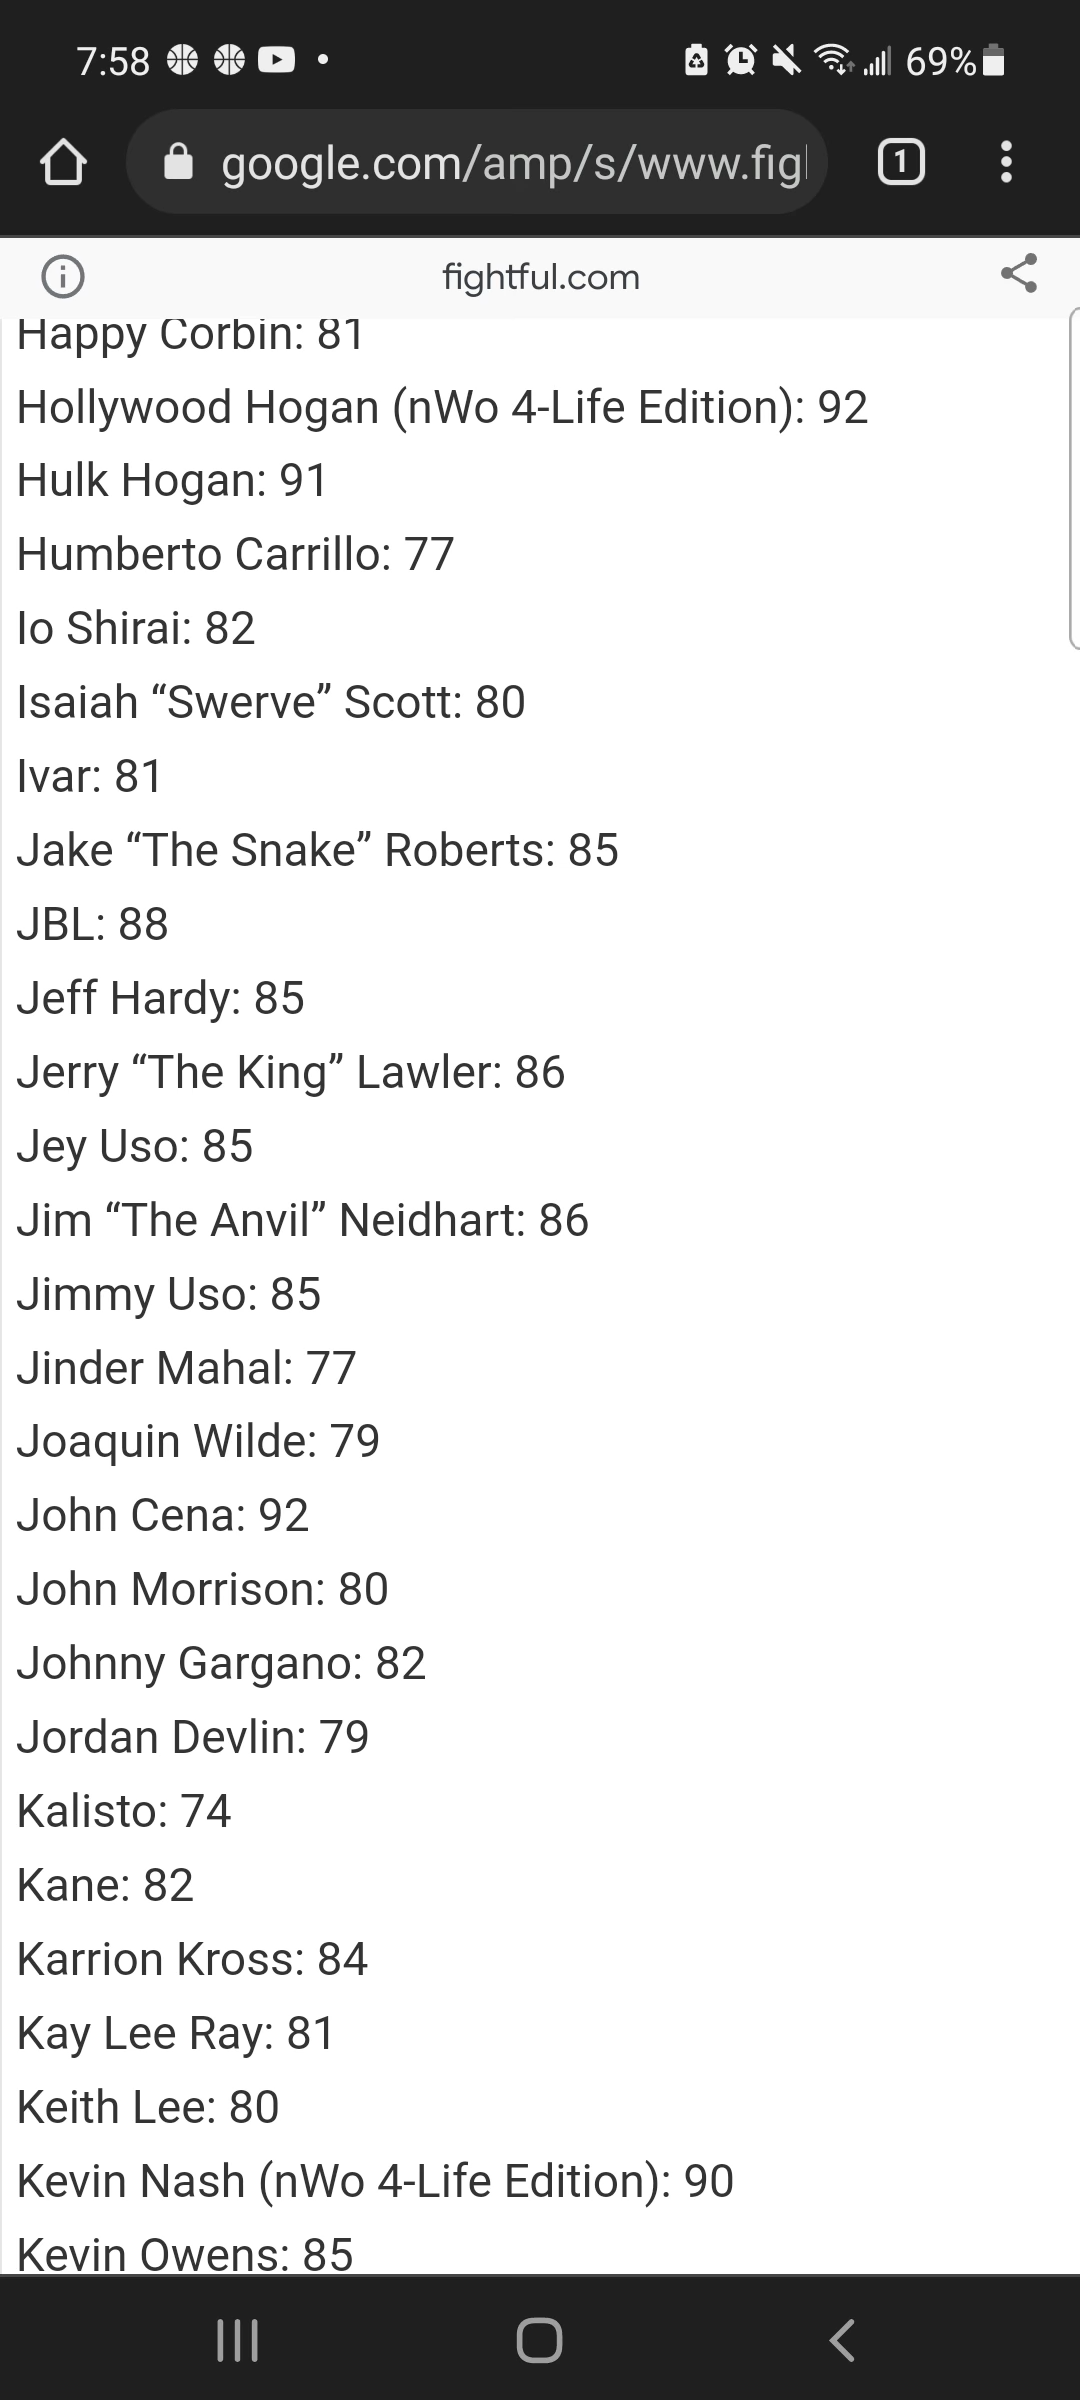 7:58 69%
google.com/amp/s/www.fig
1
fightful.com
Happy Corbin: 81
Hollywood Hogan (nWo 4-Life Edition): 92
Hulk Hogan: 91
Humberto Carrillo: 77
Io Shirai: 82
Isaiah “Swerve” Scott: 80
Ivar: 81
Jake “The Snake” Roberts: 85
JBL: 88
Jeff Hardy: 85
Jerry “The King” Lawler: 86
Jey Uso: 85
Jim “The Anvil” Neidhart: 86
Jimmy Uso: 85
Jinder Mahal: 77
Joaquin Wilde: 79
John Cena: 92
John Morrison: 80
Johnny Gargano: 82
Jordan Devlin: 79
Kalisto: 74
Kane: 82
Karrion Kross: 84
Kay Lee Ray: 81
Keith Lee: 80
Kevin Nash (nWo 4-Life Edition): 90
Kevin Owens: 85